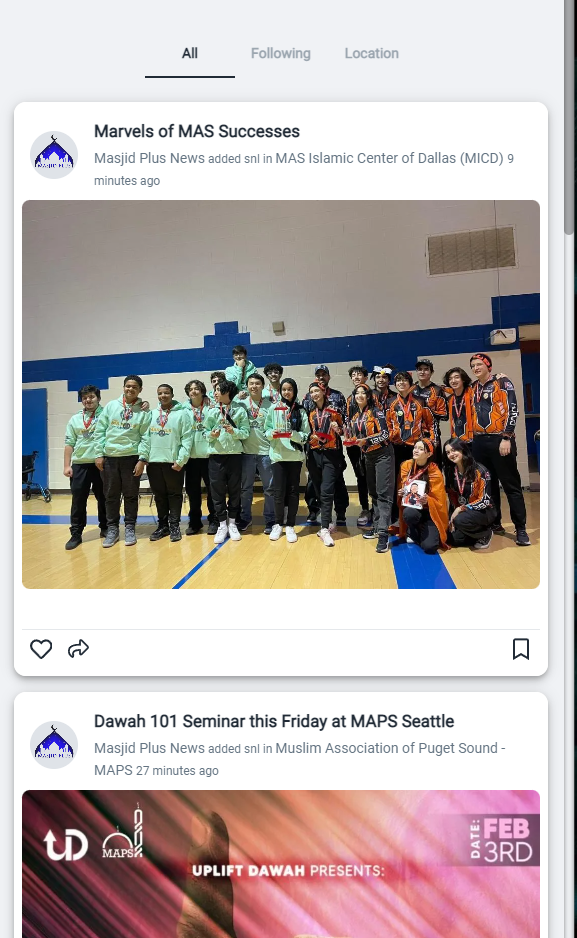 All Following Location
Marvels of MAS Successes
Masjid Plus News added snl in MAS Islamic Center of Dallas (MICD) 9
minutes ago
Dawah 101 Seminar this Friday at MAPS Seattle
Masjid Plus News added snl in Muslim Association of Puget Sound -
MAPS 27 minutes ago
UD MAPS
DATE: FEB
3RD
UPLIFT DAWAH PRESENTS: